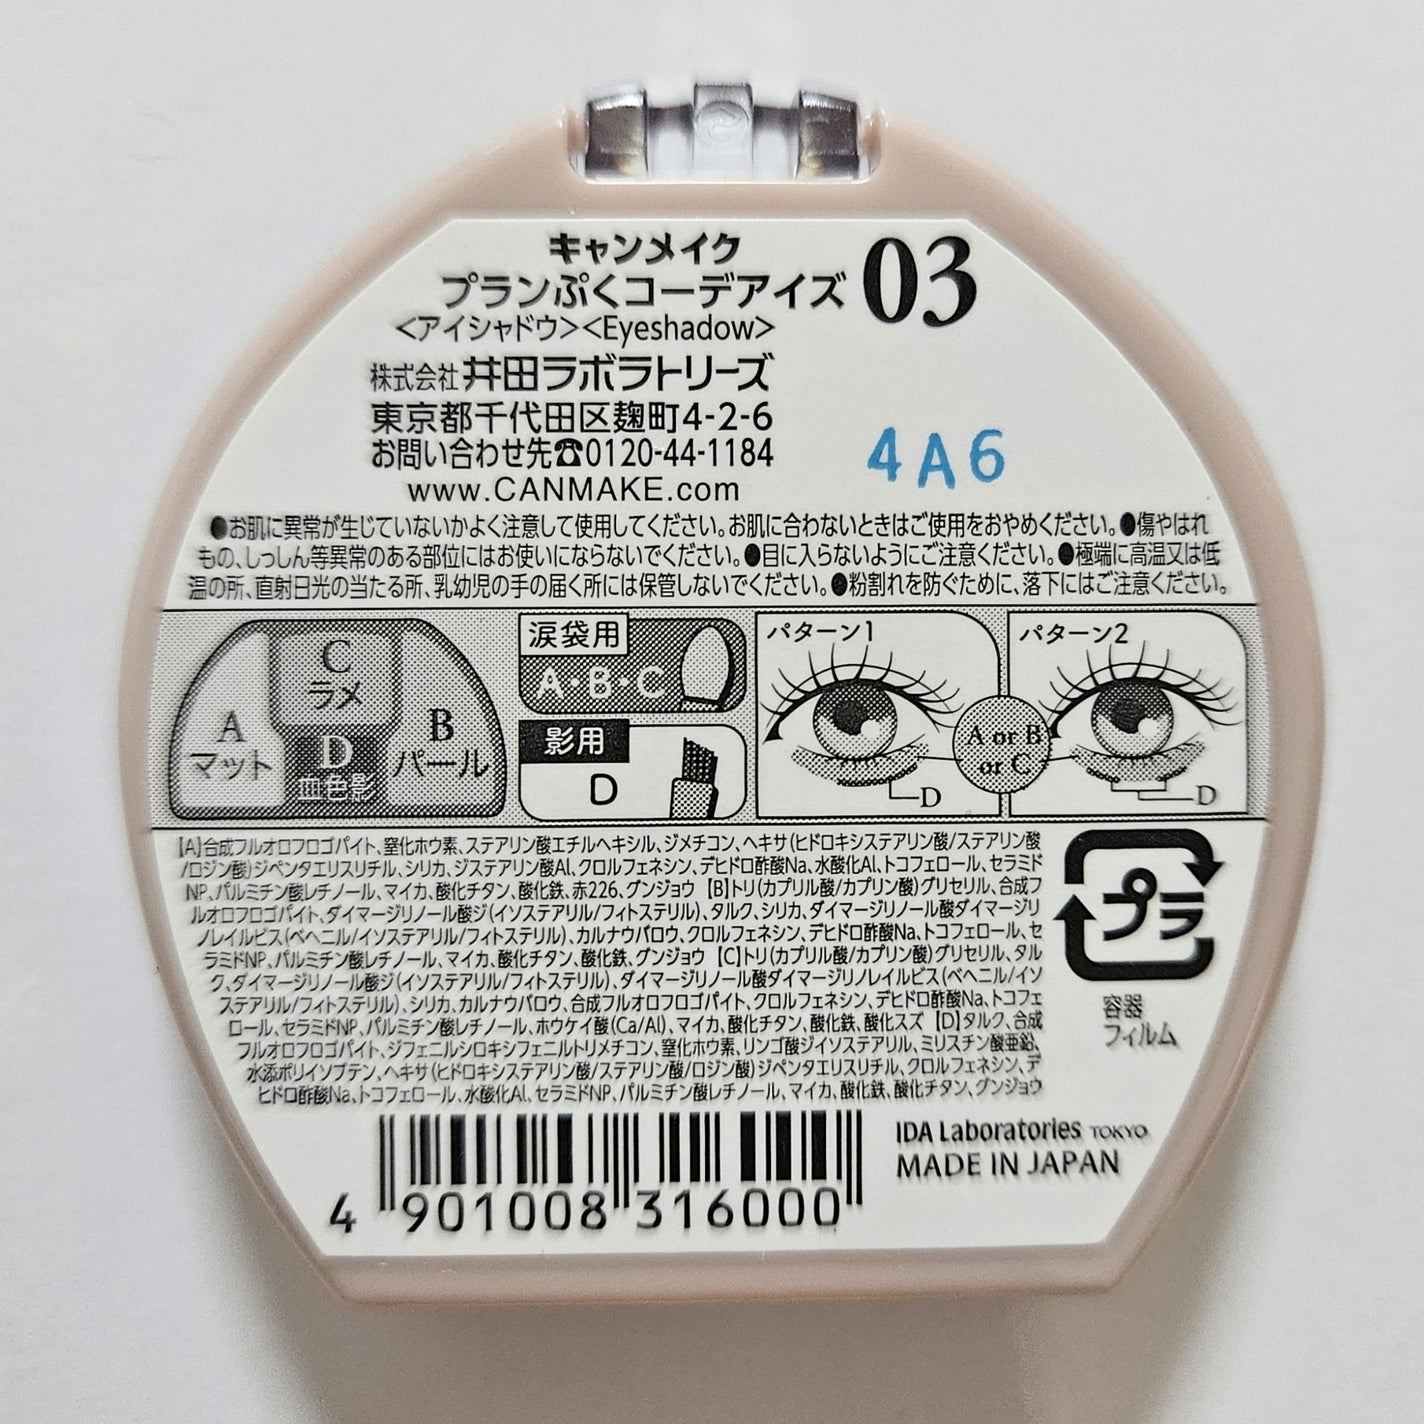 キャンメイク
プランぷくコーデアイズ 03
<アイシャドウ><Eyeshadow>
株式会社 井田ラボラトリーズ
東京都千代田区麹町4-2-6
お問い合わせ先☎0120-44-1184
www.CANMAKE.com
4A6
●お肌に異常が生じていないかよく注意して使用してください。お肌に合わないときはご使用をおやめください。●傷やはれ
もの、しっしん等異常のある部位にはお使いにならないでください。●目に入らないようにご注意ください。●極端に高温又は低
温の所、直射日光の当たる所、乳幼児の手の届く所には保管しないでください。●粉割れを防ぐために、落下にはご注意ください。
C
ラメ
A
マット
B
パール
D
血色影
涙袋用
A・B・C
影用
D
パターン1
D
A or B
or C
パターン2
D
【A】合成フルオロフロゴパイト、窒化ホウ素、ステアリン酸エチルヘキシル、ジメチコン、ヘキサ(ヒドロキシステアリン酸/ステアリン酸
/ロジン酸)ジペンタエリスリチル、シリカ、ジステアリン酸Al、クロルフェネシン、デヒドロ酢酸Na、水酸化Al、トコフェロール、セラミド
NP、パルミチン酸レチノール、マイカ、酸化チタン、酸化鉄、赤226、グンジョウ 【B】トリ(カプリル酸/カプリン酸)グリセリル、合成フ
ルオロフロゴパイト、ダイマージリノール酸ジ(イソステアリル/フィトステリル)、タルク、シリカ、ダイマージリノール酸ダイマージリ
ノレイルビス(ベヘニル/イソステアリル/フィトステリル)、カルナウバロウ、クロルフェネシン、デヒドロ酢酸Na、トコフェロール、セ
ラミドNP、パルミチン酸レチノール、マイカ、酸化チタン、酸化鉄、グンジョウ 【C】トリ(カプリル酸/カプリン酸)グリセリル、タル
ク、ダイマージリノール酸ジ(イソステアリル/フィトステリル)、ダイマージリノール酸ダイマージリノレイルビス(ベヘニル/イソ
ステアリル/フィトステリル)、シリカ、カルナウバロウ、合成フルオロフロゴパイト、クロルフェネシン、デヒドロ酢酸Na、トコフェ
ロール、セラミドNP、パルミチン酸レチノール、ホウケイ酸(Ca/Al)、マイカ、酸化チタン、酸化鉄、酸化スズ 【D】タルク、合成
フルオロフロゴパイト、ジフェニルシロキシフェニルトリメチコン、窒化ホウ素、リンゴ酸ジイソステアリル、ミリスチン酸亜鉛、
水添ポリイソブテン、ヘキサ(ヒドロキシステアリン酸/ステアリン酸/ロジン酸)ジペンタエリスリチル、クロルフェネシン、デ
ヒドロ酢酸Na、トコフェロール、水酸化Al、セラミドNP、パルミチン酸レチノール、マイカ、酸化鉄、酸化チタン、グンジョウ
プラ
容器
フィルム
4 901008 316000
IDA Laboratories TOKYO
MADE IN JAPAN